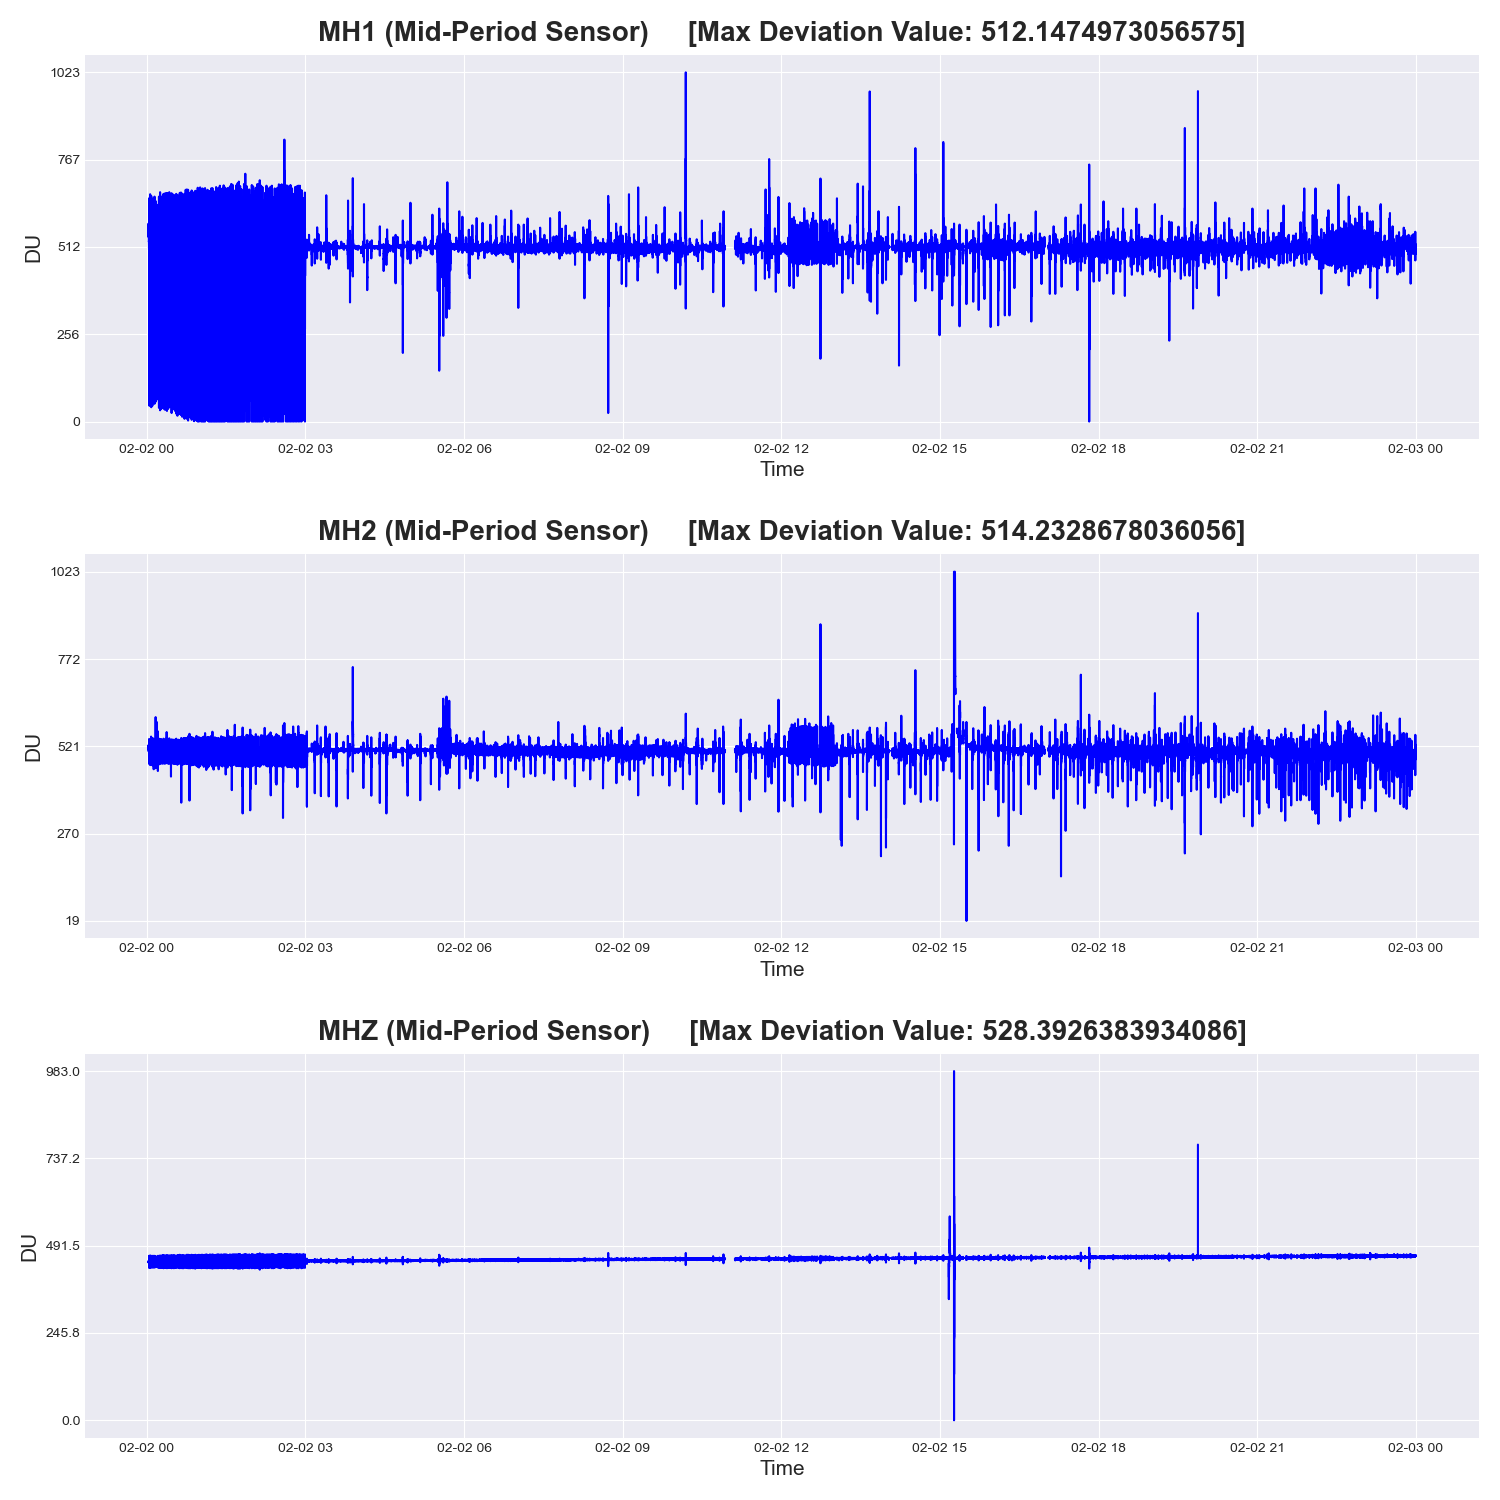 MH1 (Mid-Period Sensor) [Max Deviation Value: 512.1474973056575]
1023
767
512
256
0
DU
02-02 00 02-02 03 02-02 06 02-02 09 02-02 12 02-02 15 02-02 18 02-02 21 02-03 00
Time
MH2 (Mid-Period Sensor) [Max Deviation Value: 514.2328678036056]
1023
772
521
270
19
DU
02-02 00 02-02 03 02-02 06 02-02 09 02-02 12 02-02 15 02-02 18 02-02 21 02-03 00
Time
MHZ (Mid-Period Sensor) [Max Deviation Value: 528.3926383934086]
983.0
737.2
491.5
245.8
0.0
DU
02-02 00 02-02 03 02-02 06 02-02 09 02-02 12 02-02 15 02-02 18 02-02 21 02-03 00
Time